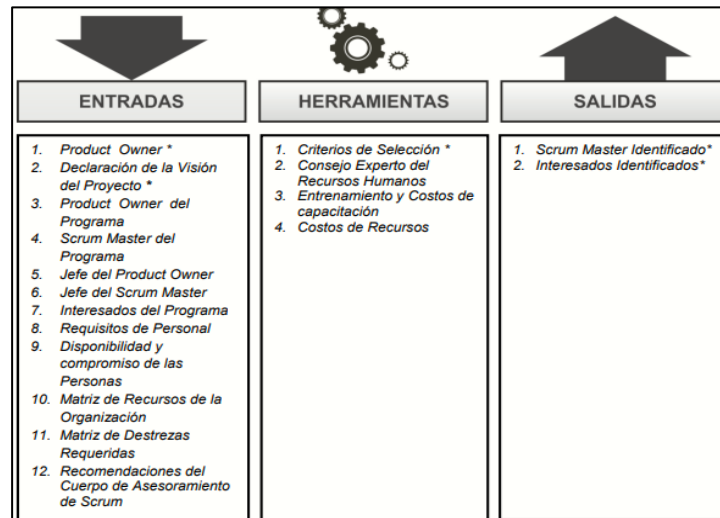 ENTRADAS
HERRAMIENTAS
SALIDAS
1. Product Owner *
2. Declaración de la Visión
del Proyecto *
3. Product Owner del
Programa
4. Scrum Master del
Programa
5. Jefe del Product Owner
6. Jefe del Scrum Master
7. Interesados del Programa
8. Requisitos de Personal
9. Disponibilidad y
compromiso de las
Personas
10. Matriz de Recursos de la
Organización
11. Matriz de Destrezas
Requeridas
12. Recomendaciones del
Cuerpo de Asesoramiento
de Scrum
1. Criterios de Selección *
2. Consejo Experto del
Recursos Humanos
3. Entrenamiento y Costos de
capacitación
4. Costos de Recursos
1. Scrum Master Identificado*
2. Interesados Identificados*